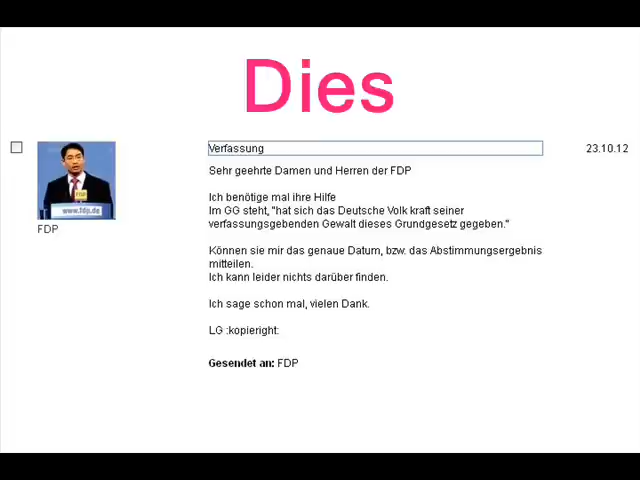 Dies
Verfassung
23.10.12
Sehr geehrte Damen und Herren der FDP
Ich benötige mal ihre Hilfe
Im GG steht, "hat sich das Deutsche Volk kraft seiner
verfassungsgebenden Gewalt dieses Grundgesetz gegeben."
Können sie mir das genaue Datum, bzw. das Abstimmungsergebnis
mitteilen.
Ich kann leider nichts darüber finden.
Ich sage schon mal, vielen Dank.
LG :kopieright:
Gesendet an: FDP
FDP
www.fdp.de
FDP